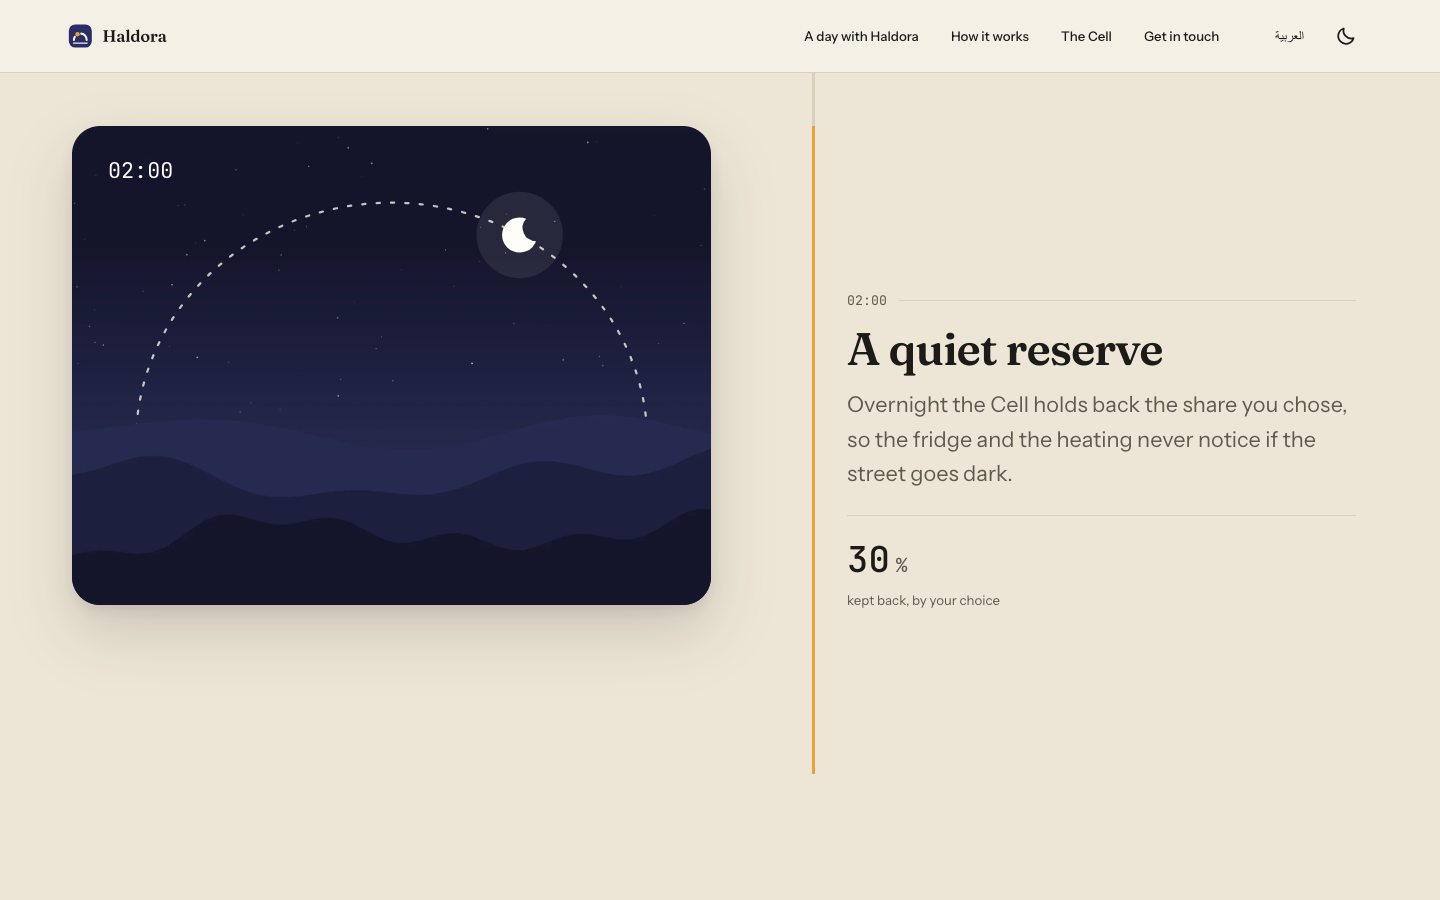 Haldora
A day with Haldora
How it works
The Cell
Get in touch
العربية
02:00
02:00
A quiet reserve
Overnight the Cell holds back the share you chose,
so the fridge and the heating never notice if the
street goes dark.
30 %
kept back, by your choice